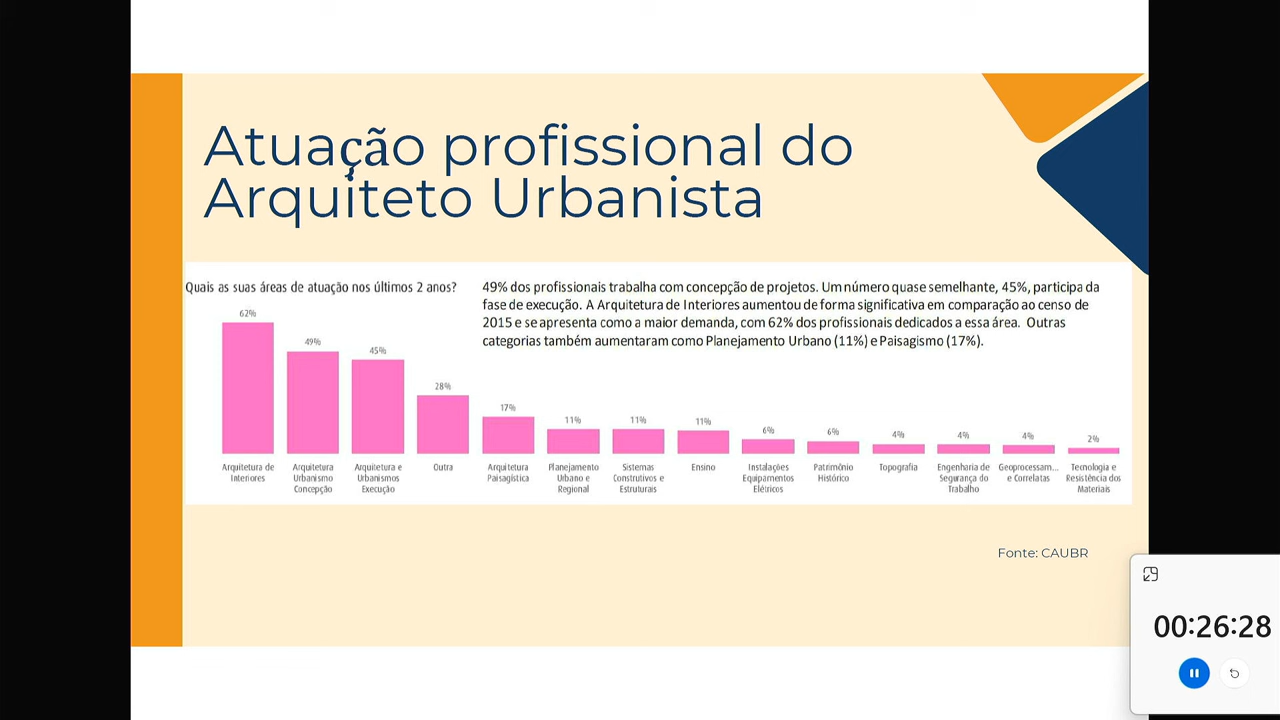 Atuação profissional do
Arquiteto Urbanista
Quais as suas áreas de atuação nos últimos 2 anos?
49% dos profissionais trabalha com concepção de projetos. Um número quase semelhante, 45%, participa da
fase de execução. A Arquitetura de Interiores aumentou de forma significativa em comparação ao censo de
2015 e se apresenta como a maior demanda, com 62% dos profissionais dedicados a essa área. Outras
categorias também aumentaram como Planejamento Urbano (11%) e Paisagismo (17%).
62%
49%
45%
28%
17%
11%
11%
11%
6%
6%
4%
4%
4%
2%
Arquitetura de
Interiores
Arquitetura
Urbanismo
Concepção
Arquitetura e
Urbanismos
Execução
Outra
Arquitetura
Paisagística
Planejamento
Urbano e
Regional
Sistemas
Construtivos e
Estruturais
Ensino
Instalações
Equipamentos
Elétricos
Patrimônio
Histórico
Topografia
Engenharia de
Segurança do
Trabalho
Geoprocessam...
e Correlatas
Tecnologia e
Resistência dos
Materiais
Fonte: CAUBR
00:26:28